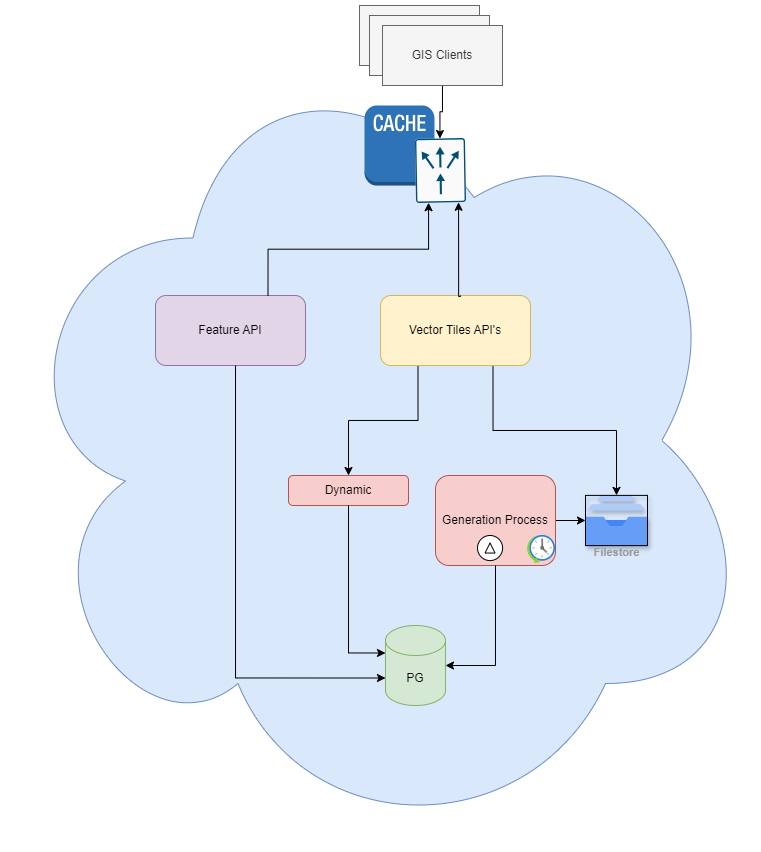 GIS Clients
CACHE
Feature API
Vector Tiles API's
Dynamic
Generation Process
Filestore
PG